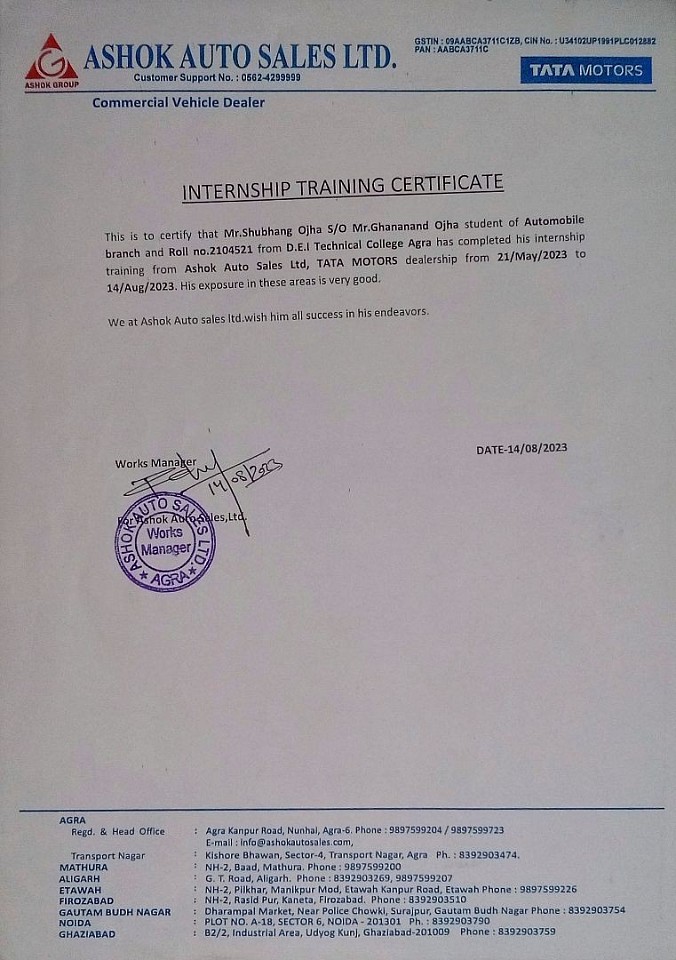 ASHOK GROUP
ASHOK AUTO SALES LTD.
Customer Support No. : 0562-4299999
GSTIN : 09AABCA3711C1ZB, CIN No. : U34102UP1991PLC012882
PAN : AABCA3711C
TATA MOTORS
Commercial Vehicle Dealer
INTERNSHIP TRAINING CERTIFICATE
This is to certify that Mr.Shubhang Ojha S/O Mr.Ghananand Ojha student of Automobile
branch and Roll no.2104521 from D.E.I Technical College Agra has completed his internship
training from Ashok Auto Sales Ltd, TATA MOTORS dealership from 21/May/2023 to
14/Aug/2023. His exposure in these areas is very good.
We at Ashok Auto sales ltd.wish him all success in his endeavors.
DATE-14/08/2023
Works Manager
14/08/2023
For Ashok Auto Sales,Ltd.
ASHOK AUTO SALES LTD.
Works
Manager
★ AGRA ★
AGRA
Regd. & Head Office : Agra Kanpur Road, Nunhai, Agra-6. Phone : 9897599204 / 9897599723
E-mail : info@ashokautosales.com,
Transport Nagar : Kishore Bhawan, Sector-4, Transport Nagar, Agra Ph. : 8392903474.
MATHURA : NH-2, Baad, Mathura. Phone : 9897599200
ALIGARH : G. T. Road, Aligarh. Phone : 8392903269, 9897599207
ETAWAH : NH-2, Pilkhar, Manikpur Mod, Etawah Kanpur Road, Etawah Phone : 9897599226
FIROZABAD : NH-2, Rasid Pur, Kaneta, Firozabad. Phone : 8392903510
GAUTAM BUDH NAGAR : Dharampal Market, Near Police Chowki, Surajpur, Gautam Budh Nagar Phone : 8392903754
NOIDA : PLOT NO. A-18, SECTOR 6, NOIDA - 201301 Ph. : 8392903790
GHAZIABAD : B2/2, Industrial Area, Udyog Kunj, Ghaziabad-201009 Phone : 8392903759